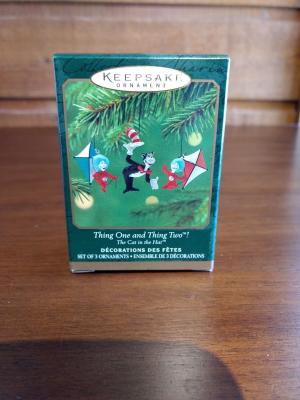 KEEPSAKE
ORNAMENT
Thing One and Thing Two™!
The Cat in the Hat™
DÉCORATIONS DES FÊTES
SET OF 3 ORNAMENTS • ENSEMBLE DE 3 DÉCORATIONS